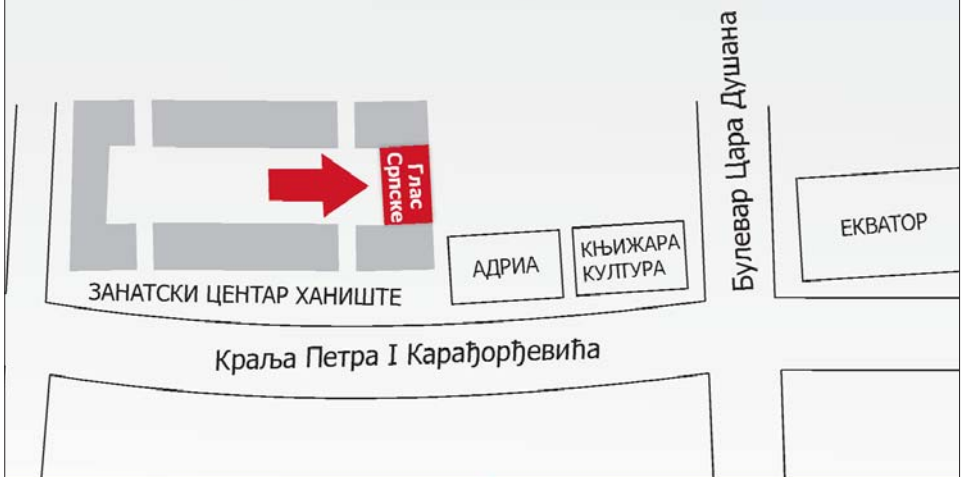 Булевар Цара Душана
Глас
Српске
ЕКВАТОР
КЊИЖАРА
КУЛТУРА
АДРИА
ЗАНАТСКИ ЦЕНТАР ХАНИШТЕ
Краља Петра I Карађорђевића